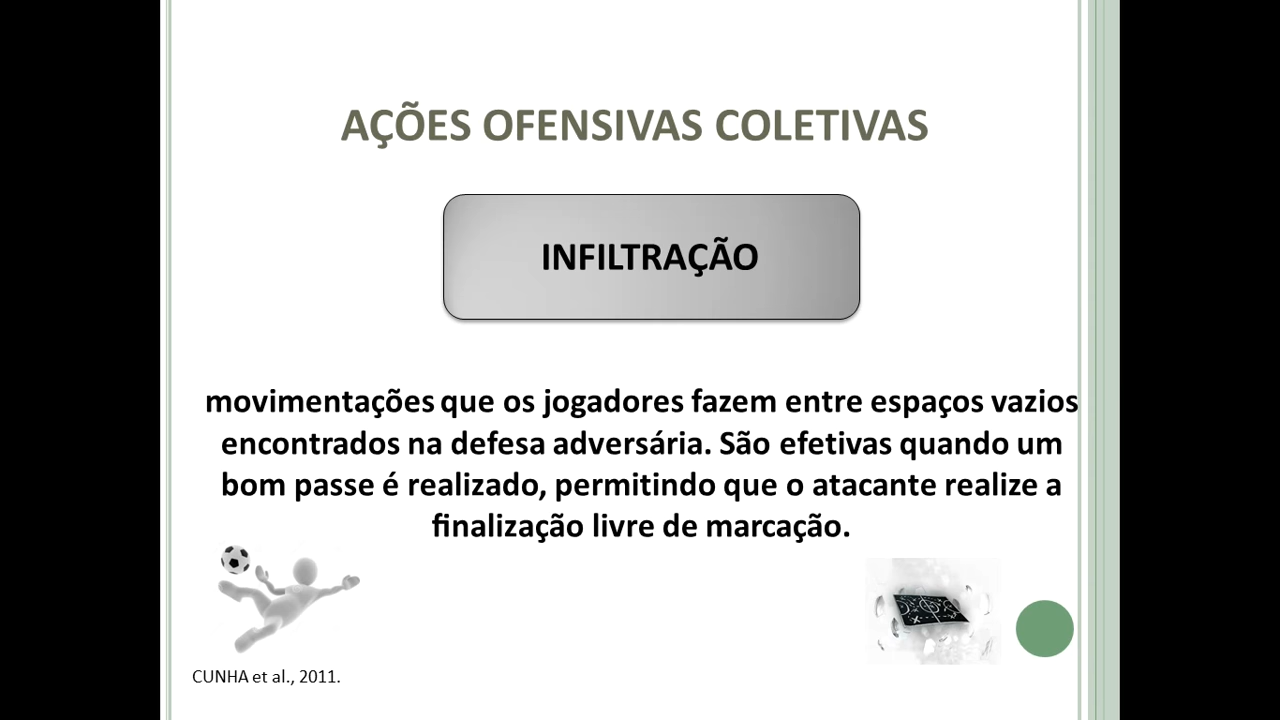 AÇÕES OFENSIVAS COLETIVAS
INFILTRAÇÃO
movimentações que os jogadores fazem entre espaços vazios
encontrados na defesa adversária. São efetivas quando um
bom passe é realizado, permitindo que o atacante realize a
finalização livre de marcação.
CUNHA et al., 2011.